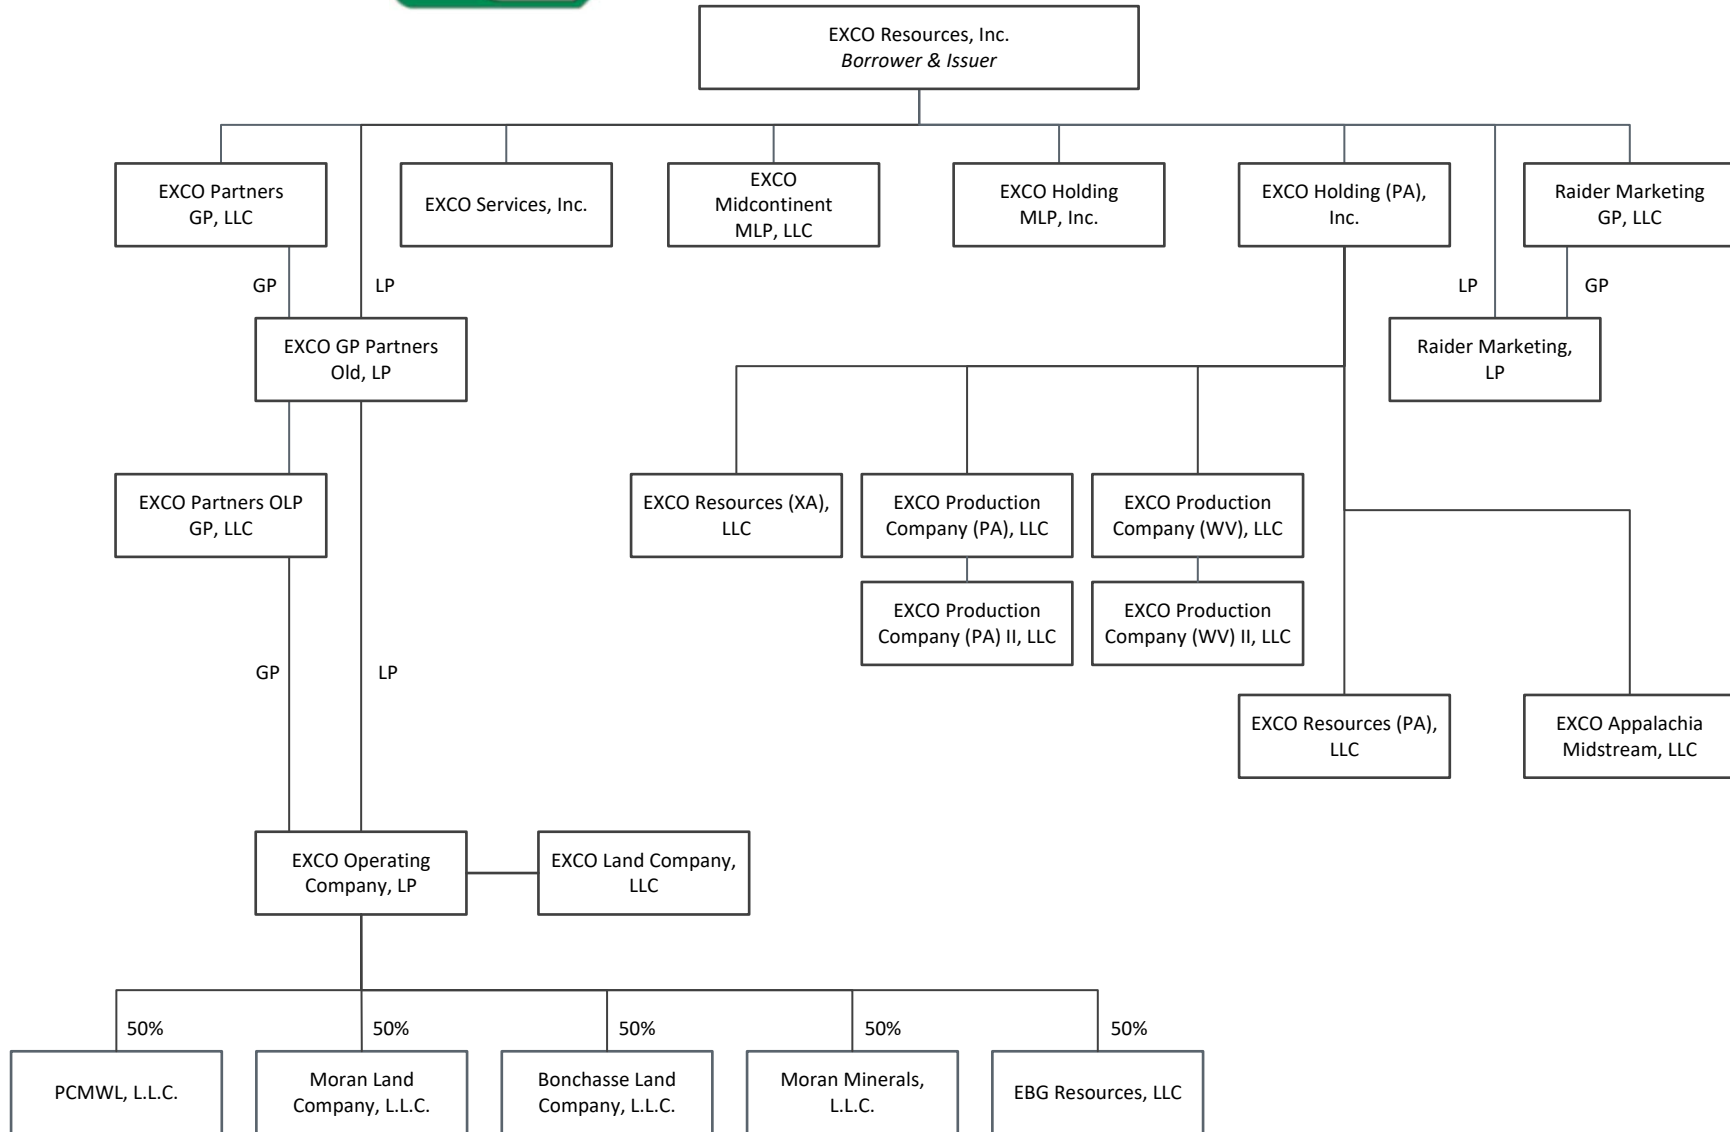 EXCO Resources, Inc.
Borrower & Issuer
EXCO Partners
GP, LLC
EXCO Services, Inc.
EXCO
Midcontinent
MLP, LLC
EXCO Holding
MLP, Inc.
EXCO Holding (PA),
Inc.
Raider Marketing
GP, LLC
GP
LP
LP
GP
EXCO GP Partners
Old, LP
Raider Marketing,
LP
EXCO Partners OLP
GP, LLC
EXCO Resources (XA),
LLC
EXCO Production
Company (PA), LLC
EXCO Production
Company (WV), LLC
EXCO Production
Company (PA) II, LLC
EXCO Production
Company (WV) II, LLC
GP
LP
EXCO Resources (PA),
LLC
EXCO Appalachia
Midstream, LLC
EXCO Operating
Company, LP
EXCO Land Company,
LLC
50%
50%
50%
50%
50%
PCMWL, L.L.C.
Moran Land
Company, L.L.C.
Bonchasse Land
Company, L.L.C.
Moran Minerals,
L.L.C.
EBG Resources, LLC